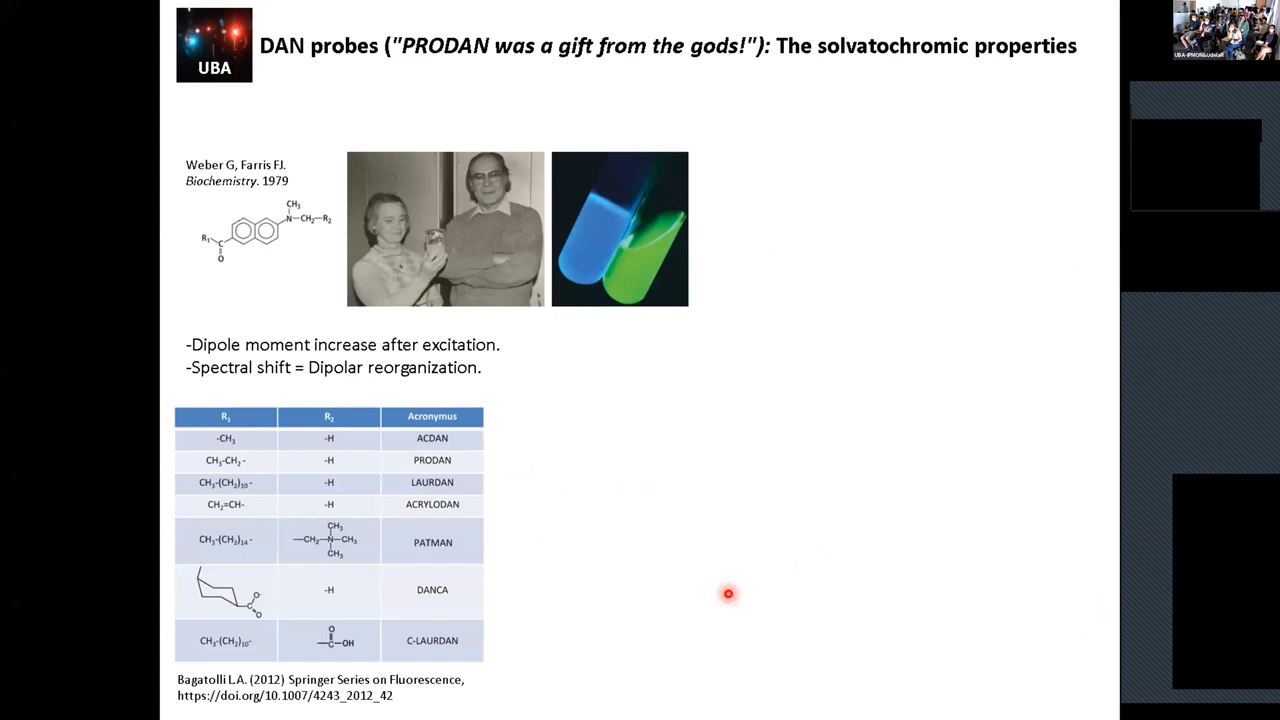 UBA
DAN probes ("PRODAN was a gift from the gods!"): The solvatochromic properties
UBA-IFMON&UdelaR
Weber G, Farris FJ.
Biochemistry. 1979
CH3
N—CH2—R2
R1
C
O
-Dipole moment increase after excitation.
-Spectral shift = Dipolar reorganization.
R1 R2 Acronymus
-CH3 -H ACDAN
CH3-CH2 - -H PRODAN
CH3-(CH2)10 - -H LAURDAN
CH2=CH- -H ACRYLODAN
CH3
CH3-(CH2)14 - —CH2—N—CH3 PATMAN
CH3
-H DANCA
C O-
O
O
CH3-(CH2)10- —C—OH C-LAURDAN
Bagatolli L.A. (2012) Springer Series on Fluorescence,
https://doi.org/10.1007/4243_2012_42